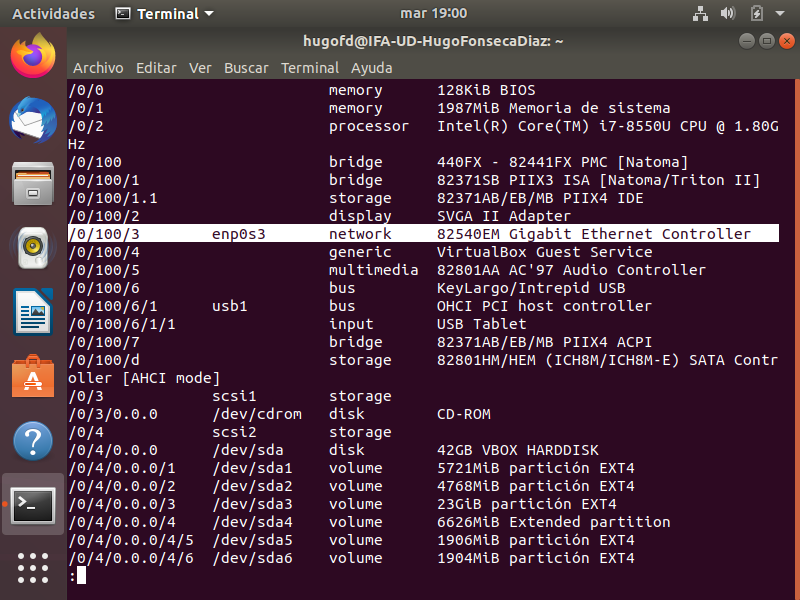 Actividades Terminal mar 19:00
hugofd@IFA-UD-HugoFonsecaDiaz: ~
Archivo Editar Ver Buscar Terminal Ayuda
/0/0 memory 128KiB BIOS
/0/1 memory 1987MiB Memoria de sistema
/0/2 processor Intel(R) Core(TM) i7-8550U CPU @ 1.80G
Hz
/0/100 bridge 440FX - 82441FX PMC [Natoma]
/0/100/1 bridge 82371SB PIIX3 ISA [Natoma/Triton II]
/0/100/1.1 storage 82371AB/EB/MB PIIX4 IDE
/0/100/2 display SVGA II Adapter
/0/100/3 enp0s3 network 82540EM Gigabit Ethernet Controller
/0/100/4 generic VirtualBox Guest Service
/0/100/5 multimedia 82801AA AC'97 Audio Controller
/0/100/6 bus KeyLargo/Intrepid USB
/0/100/6/1 usb1 bus OHCI PCI host controller
/0/100/6/1/1 input USB Tablet
/0/100/7 bridge 82371AB/EB/MB PIIX4 ACPI
/0/100/d storage 82801HM/HEM (ICH8M/ICH8M-E) SATA Contr
oller [AHCI mode]
/0/3 scsi1 storage
/0/3/0.0.0 /dev/cdrom disk CD-ROM
/0/4 scsi2 storage
/0/4/0.0.0 /dev/sda disk 42GB VBOX HARDDISK
/0/4/0.0.0/1 /dev/sda1 volume 5721MiB partición EXT4
/0/4/0.0.0/2 /dev/sda2 volume 4768MiB partición EXT4
/0/4/0.0.0/3 /dev/sda3 volume 23GiB partición EXT4
/0/4/0.0.0/4 /dev/sda4 volume 6626MiB Extended partition
/0/4/0.0.0/4/5 /dev/sda5 volume 1906MiB partición EXT4
/0/4/0.0.0/4/6 /dev/sda6 volume 1904MiB partición EXT4
: